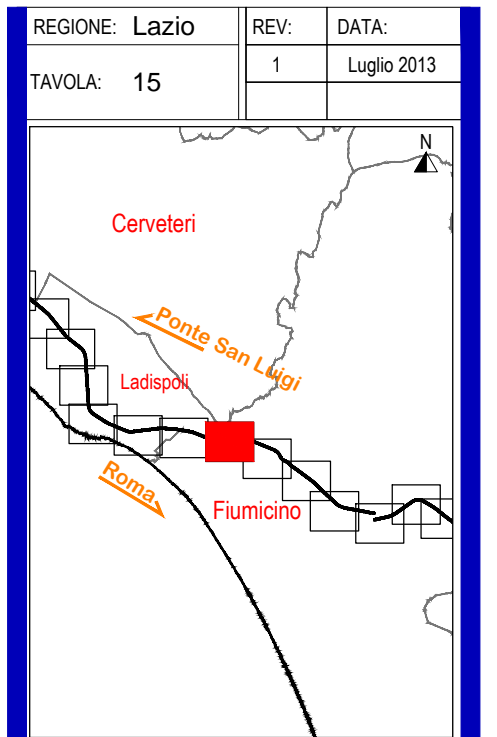 REGIONE: Lazio
REV:
DATA:
TAVOLA: 15
1
Luglio 2013
N
Cerveteri
Ponte San Luigi
Ladispoli
Roma
Fiumicino